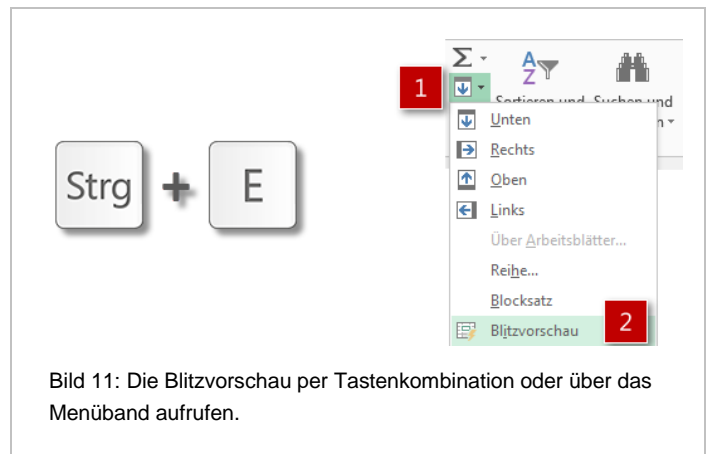 Strg + E
1
Σ
A
Z
Sortieren und Suchen und
Unten
Rechts
Oben
Links
Über Arbeitsblätter...
Reihe...
Blocksatz
Blitzvorschau
2
Bild 11: Die Blitzvorschau per Tastenkombination oder über das
Menüband aufrufen.